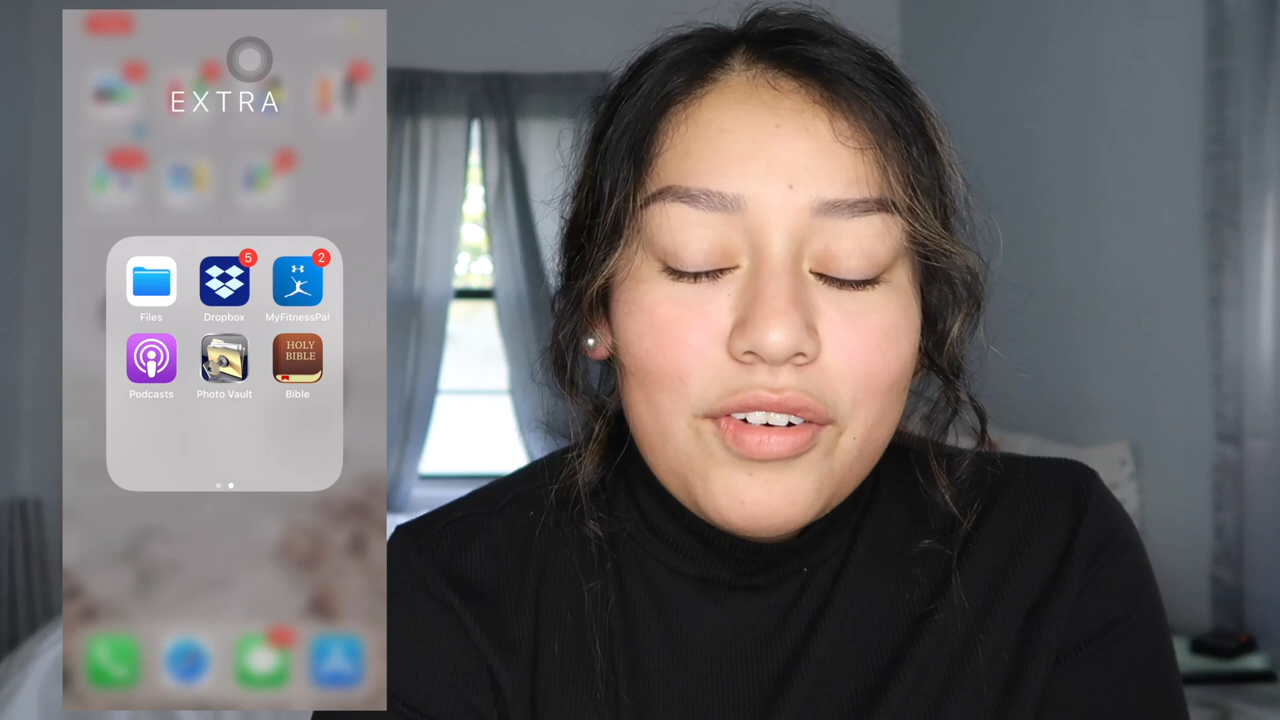 EXTRA
5
2
Files Dropbox MyFitnessPal
HOLY
BIBLE
Podcasts Photo Vault Bible